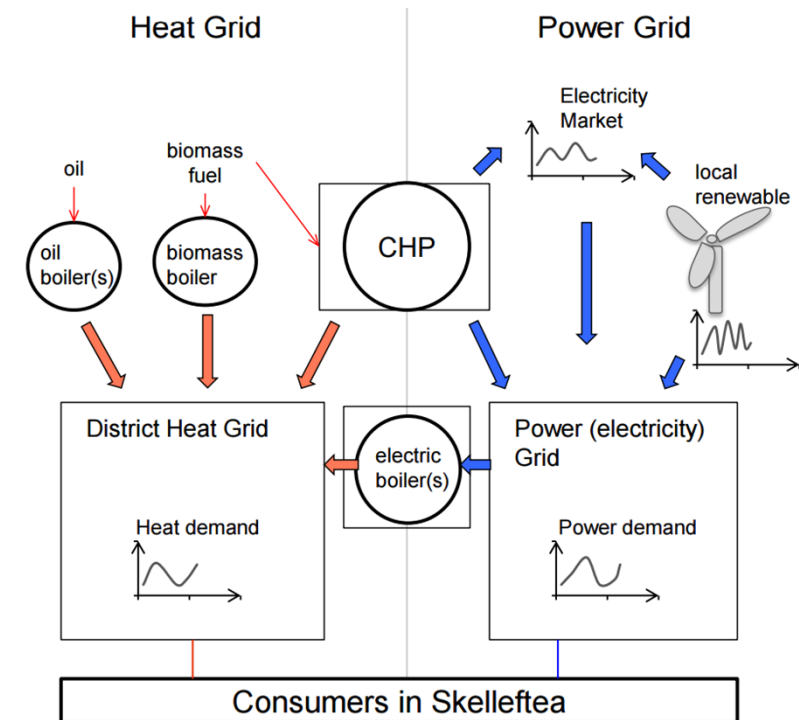 Heat Grid
Power Grid
Electricity
Market
oil
biomass
fuel
local
renewable
oil
boiler(s)
biomass
boiler
CHP
District Heat Grid
electric
boiler(s)
Power (electricity)
Grid
Heat demand
Power demand
Consumers in Skelleftea